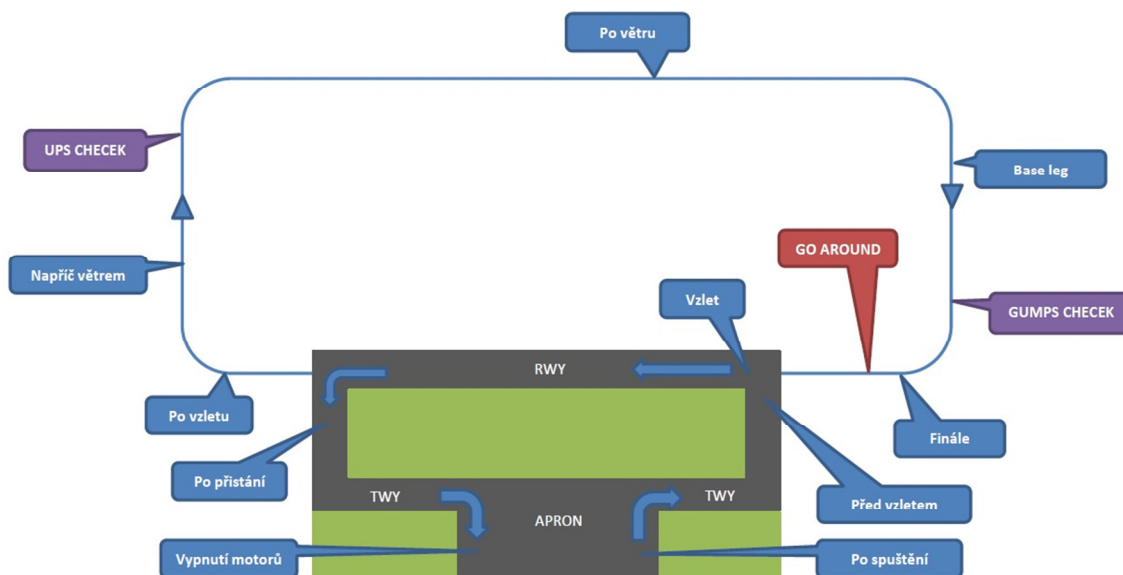 Po větru
UPS CHECEK
Base leg
GO AROUND
Napříč větrem
Vzlet
GUMPS CHECEK
RWY
Po vzletu
Finále
Po přistání
TWY
TWY
Před vzletem
APRON
Vypnutí motorů
Po spuštění